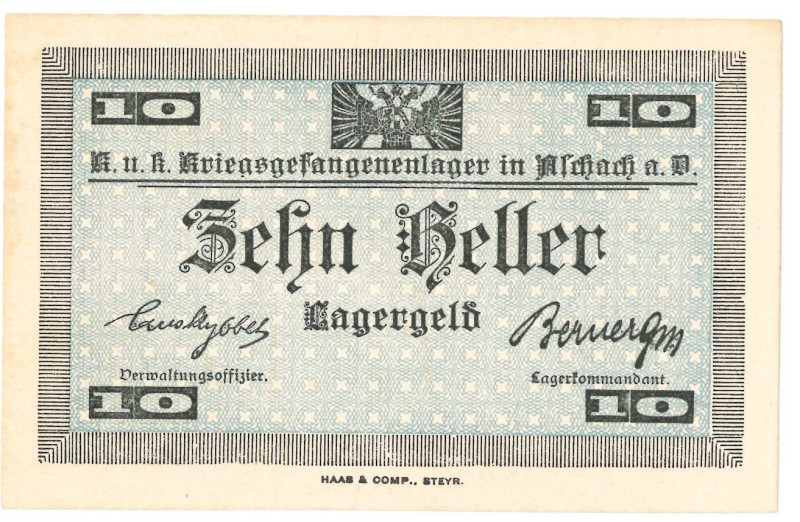 10 10
K. u. k. Kriegsgefangenenlager in Aschach a. D.
Zehn Heller
Lagergeld
Verwaltungsoffizier. Lagerkommandant.
10 10
HAAS & COMP., STEYR.